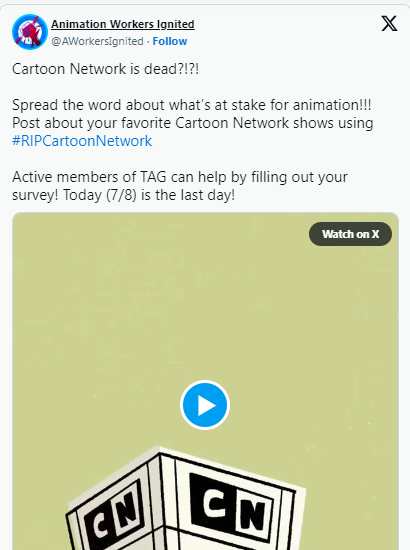 Animation Workers Ignited
@AWorkersIgnited · Follow
Cartoon Network is dead?!?!
Spread the word about what's at stake for animation!!!
Post about your favorite Cartoon Network shows using
#RIPCartoonNetwork
Active members of TAG can help by filling out your
survey! Today (7/8) is the last day!
Watch on X
CN CN